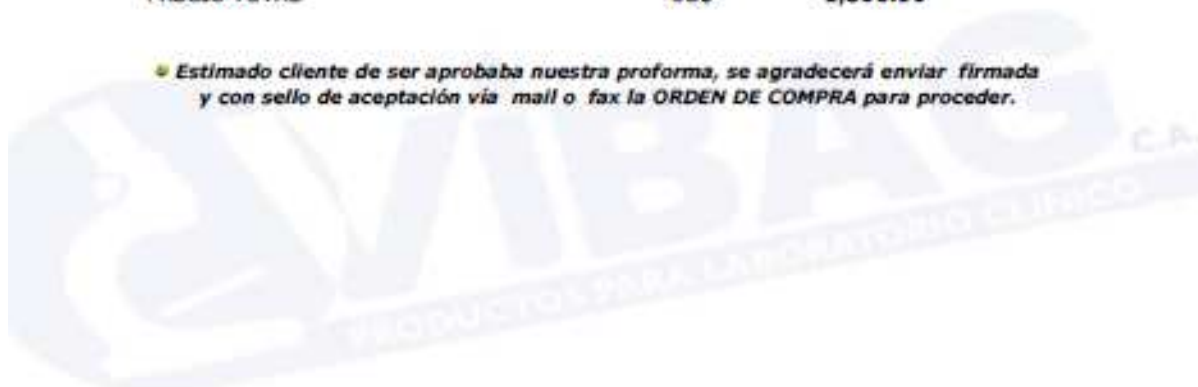 Estimado cliente de ser aprobaba nuestra proforma, se agradecerá enviar firmada
y con sello de aceptación vía mail o fax la ORDEN DE COMPRA para proceder.
VIBAG
C.A.
PRODUCTOS PARA LABORATORIO CLINICO